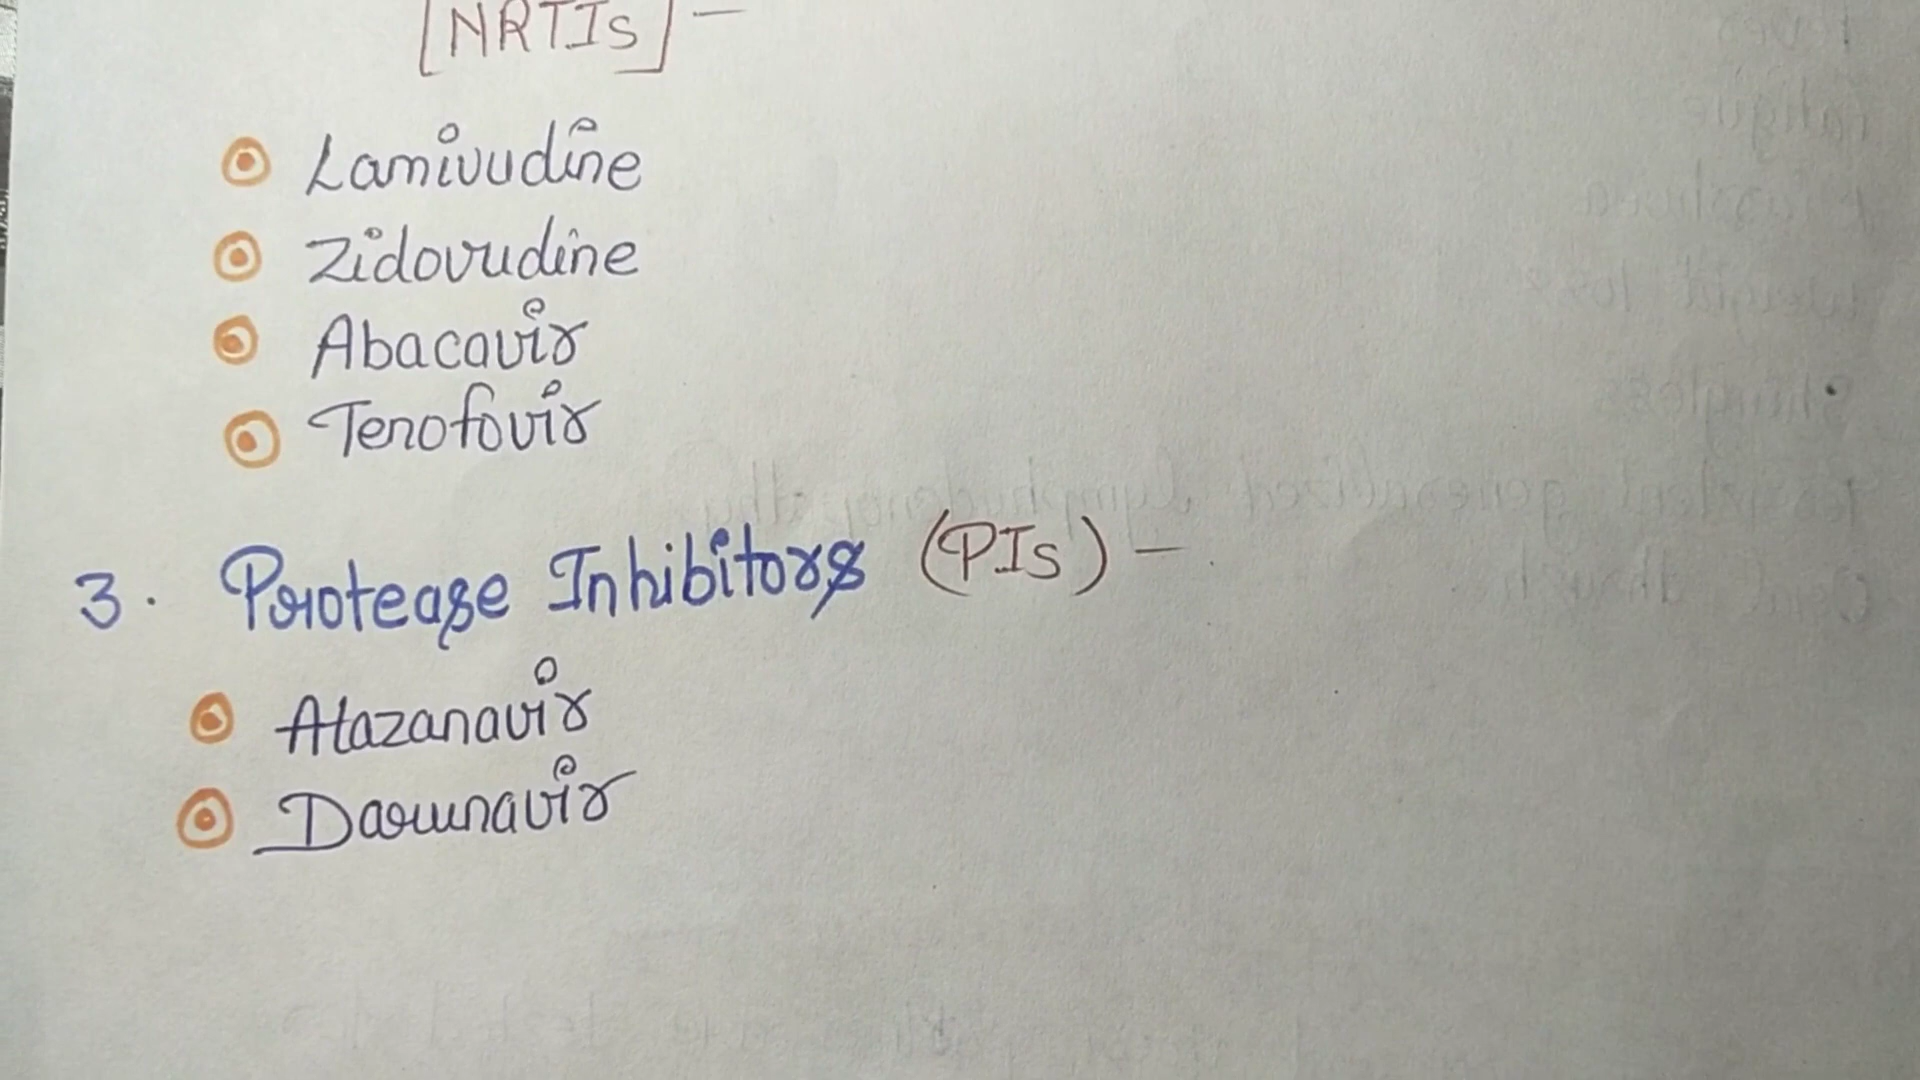 [NRTIs] -
Lamivudine
Zidovudine
Abacavir
Tenofovir
3. Protease Inhibitors (PIs) -
Atazanavir
Darunavir